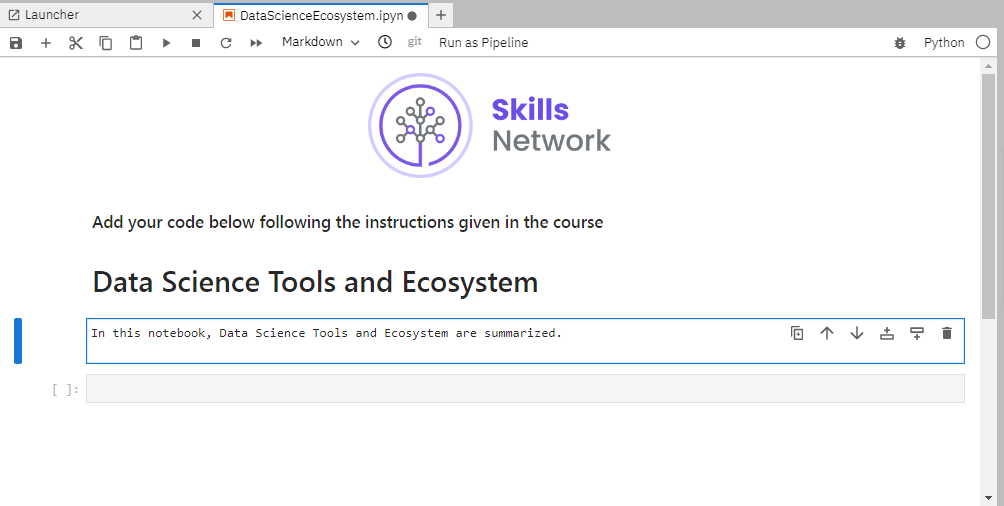 Launcher
DataScienceEcosystem.ipyn
Markdown
git
Run as Pipeline
Python
Skills
Network
Add your code below following the instructions given in the course
Data Science Tools and Ecosystem
In this notebook, Data Science Tools and Ecosystem are summarized.
[ ]: